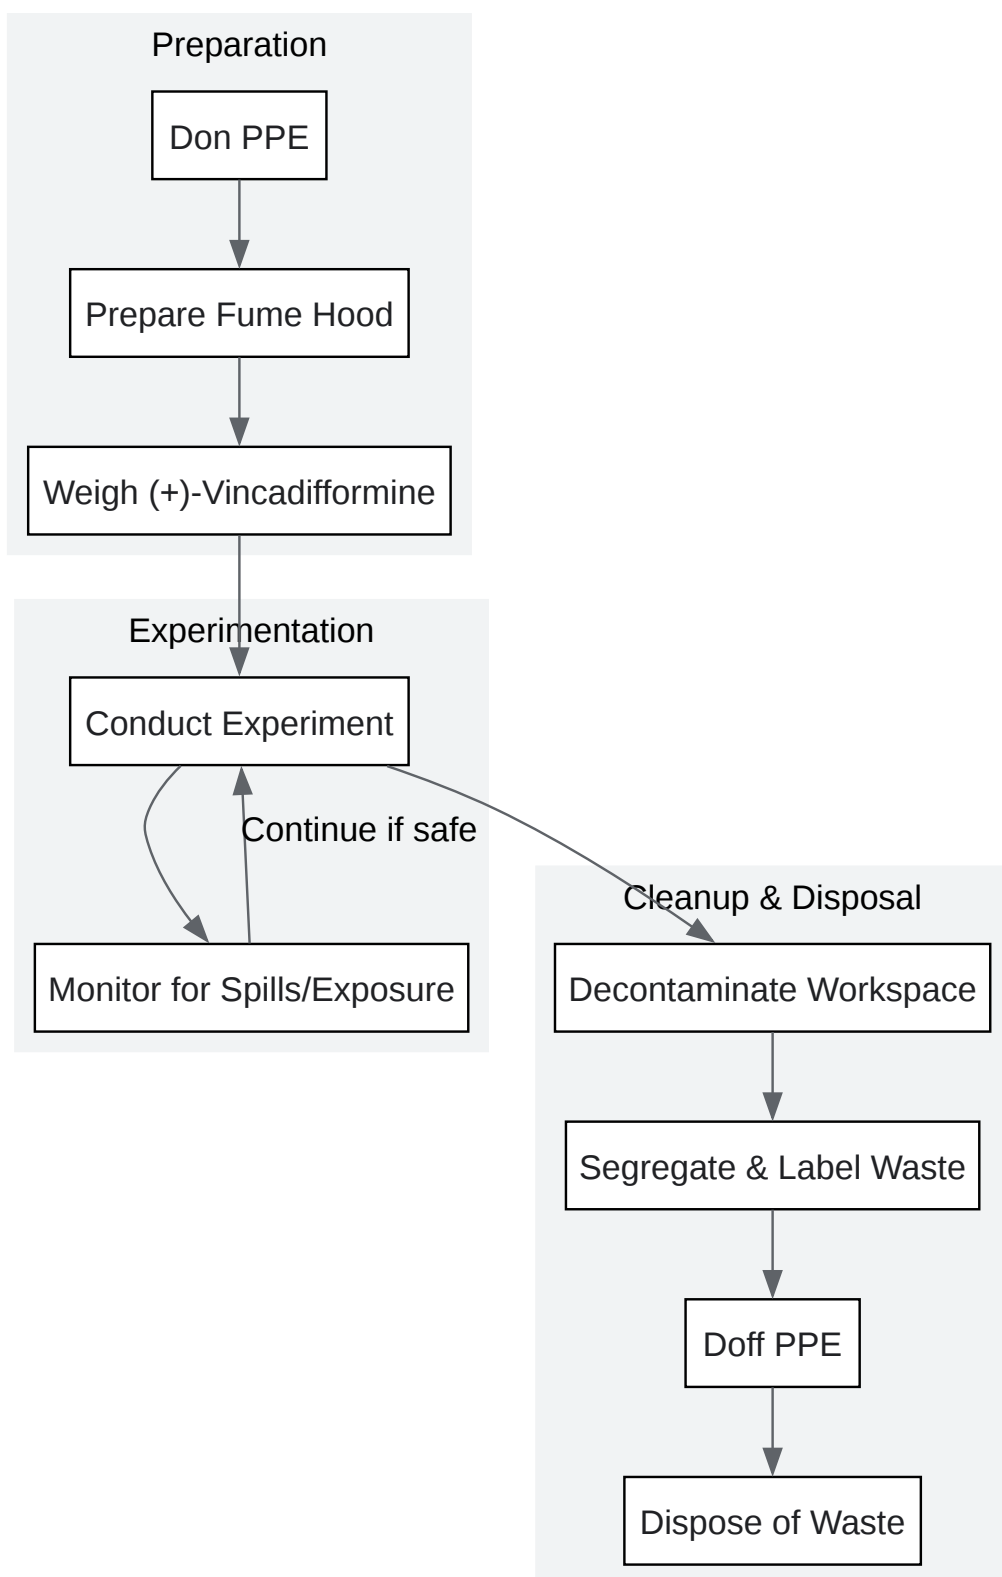 Preparation
Don PPE
Prepare Fume Hood
Weigh (+)-Vincadifformine
Experimentation
Conduct Experiment
Continue if safe
Monitor for Spills/Exposure
Cleanup & Disposal
Decontaminate Workspace
Segregate & Label Waste
Doff PPE
Dispose of Waste